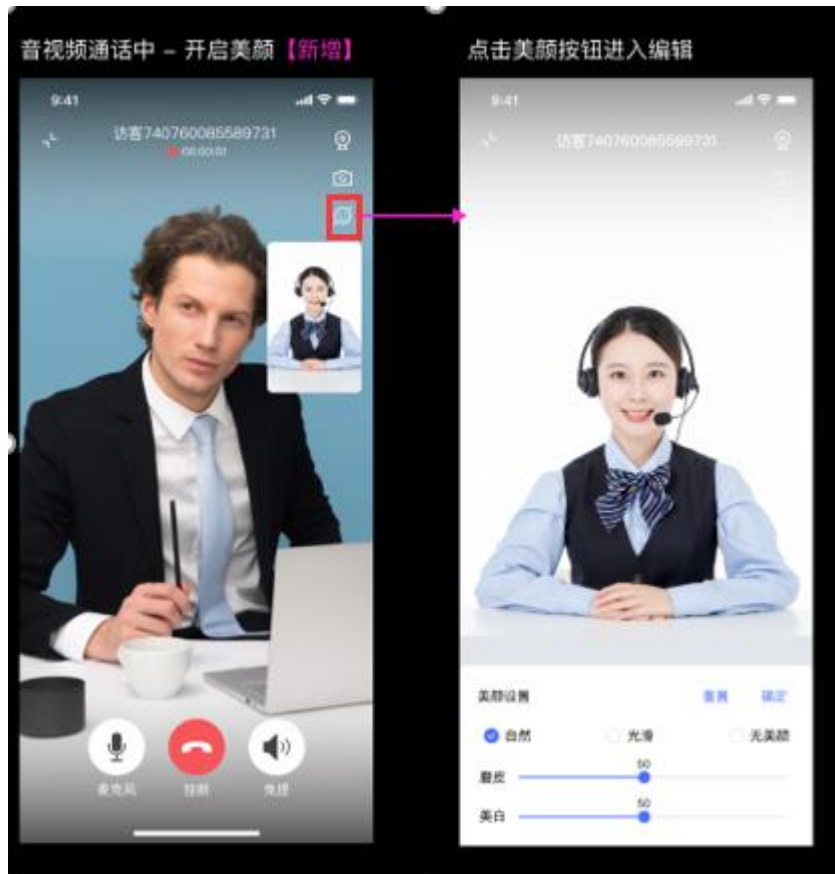 音视频通话中 – 开启美颜【新增】
点击美颜按钮进入编辑
9:41
访客740760085589731
00:00:01
麦克风
挂断
免提
9:41
访客740760085589731
美颜设置
重置
确定
自然
光滑
无美颜
50
磨皮
50
美白